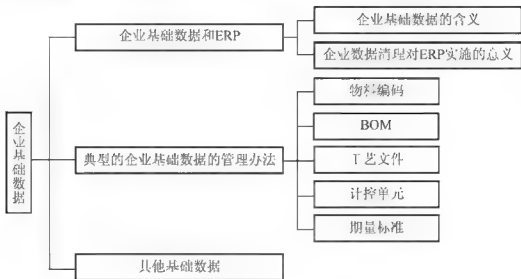 企业基础数据
企业基础数据和ERP
企业基础数据的含义
企业数据清理对ERP实施的意义
典型的企业基础数据的管理办法
物料编码
BOM
工艺文件
计控单元
期量标准
其他基础数据